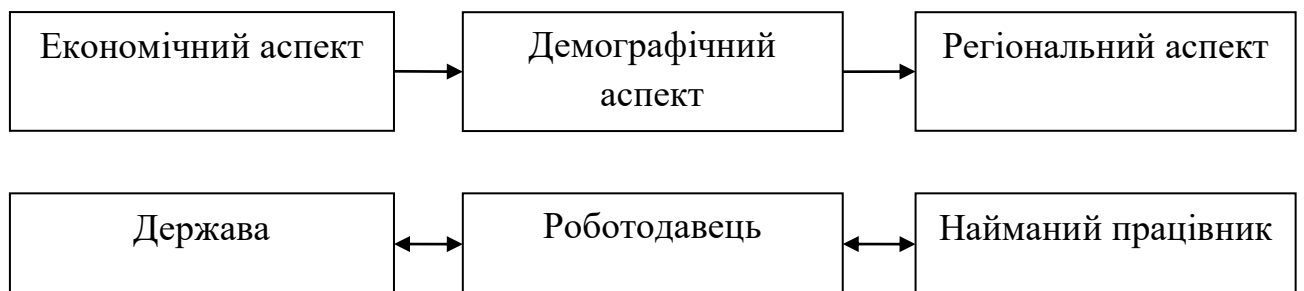 Економічний аспект
Демографічний
аспект
Регіональний аспект
Держава
Роботодавець
Найманий працівник